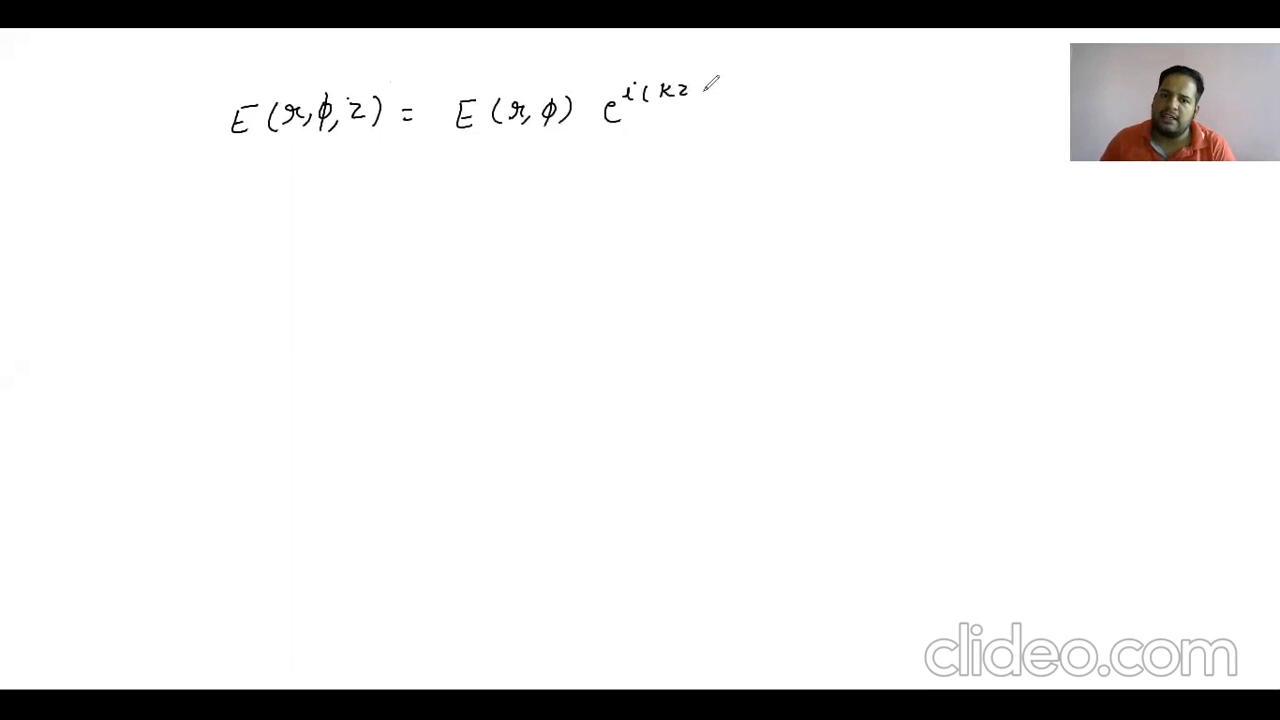 E (r, ϕ, z) = E (r, ϕ) e^{i(kz
clideo.com